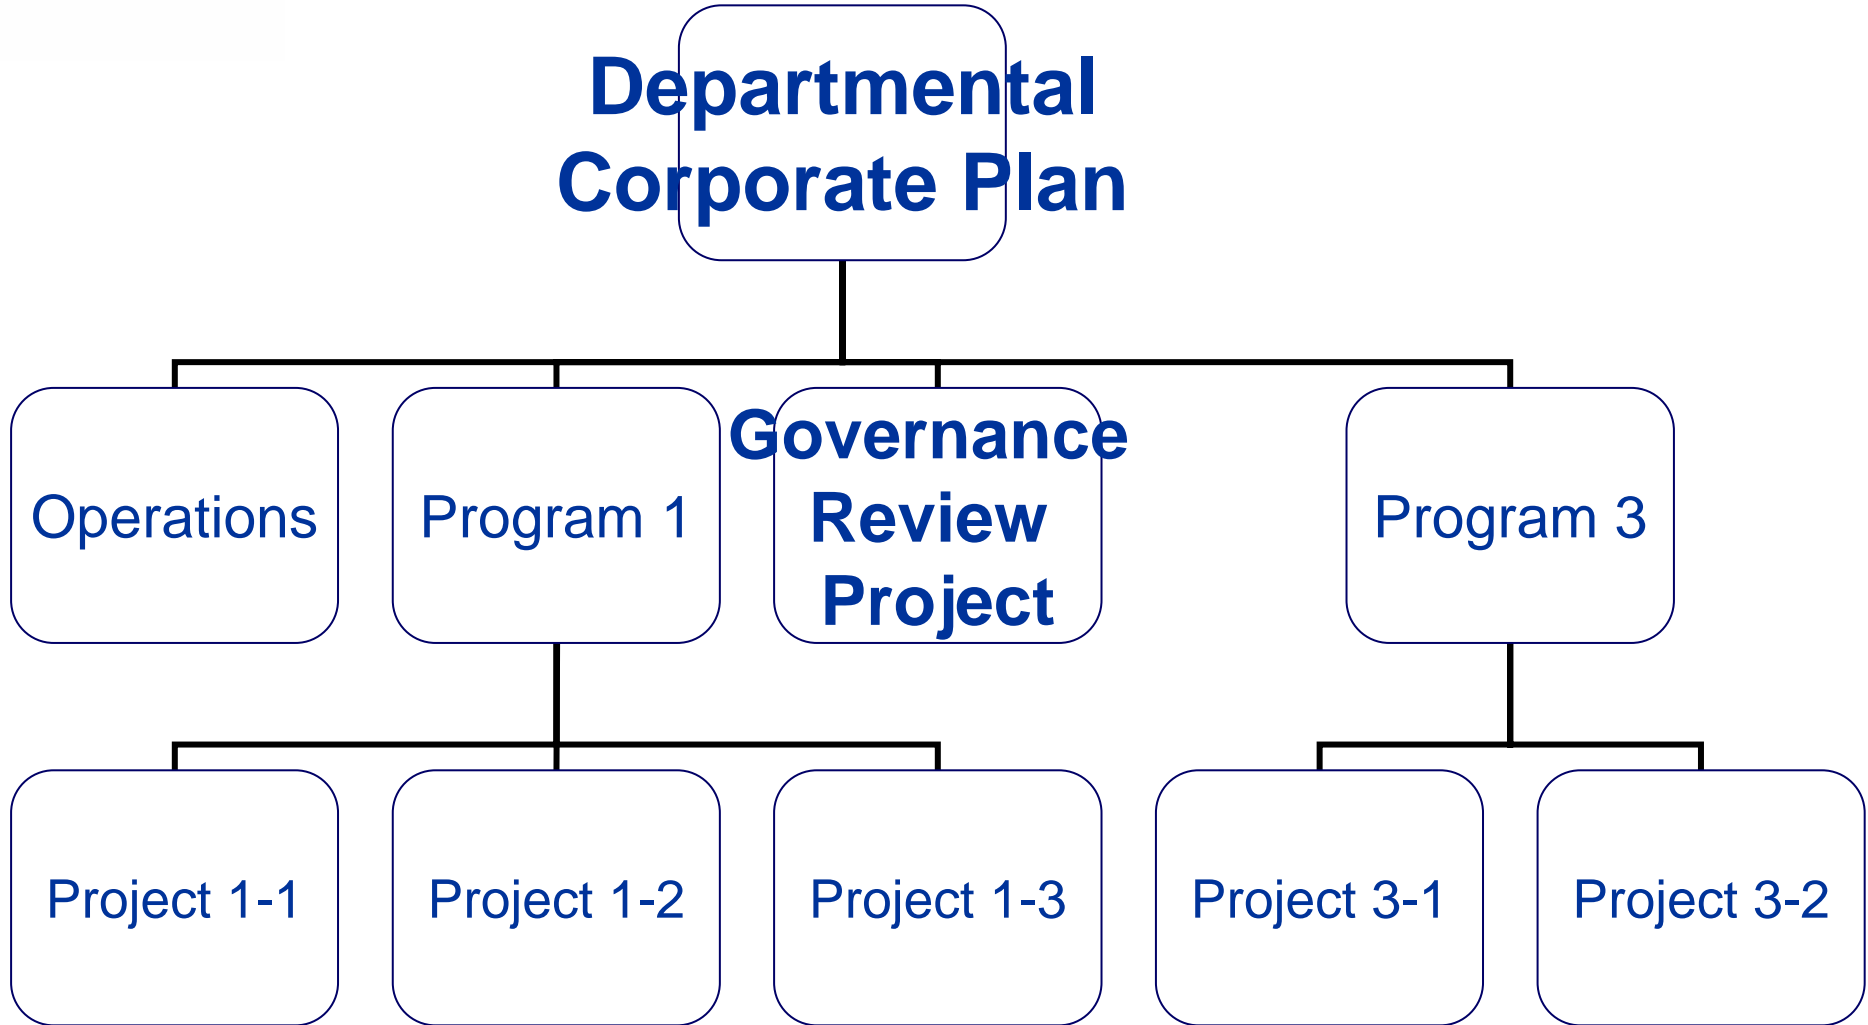 Departmental
Corporate Plan
Operations
Program 1
Governance
Review
Project
Program 3
Project 1-1
Project 1-2
Project 1-3
Project 3-1
Project 3-2